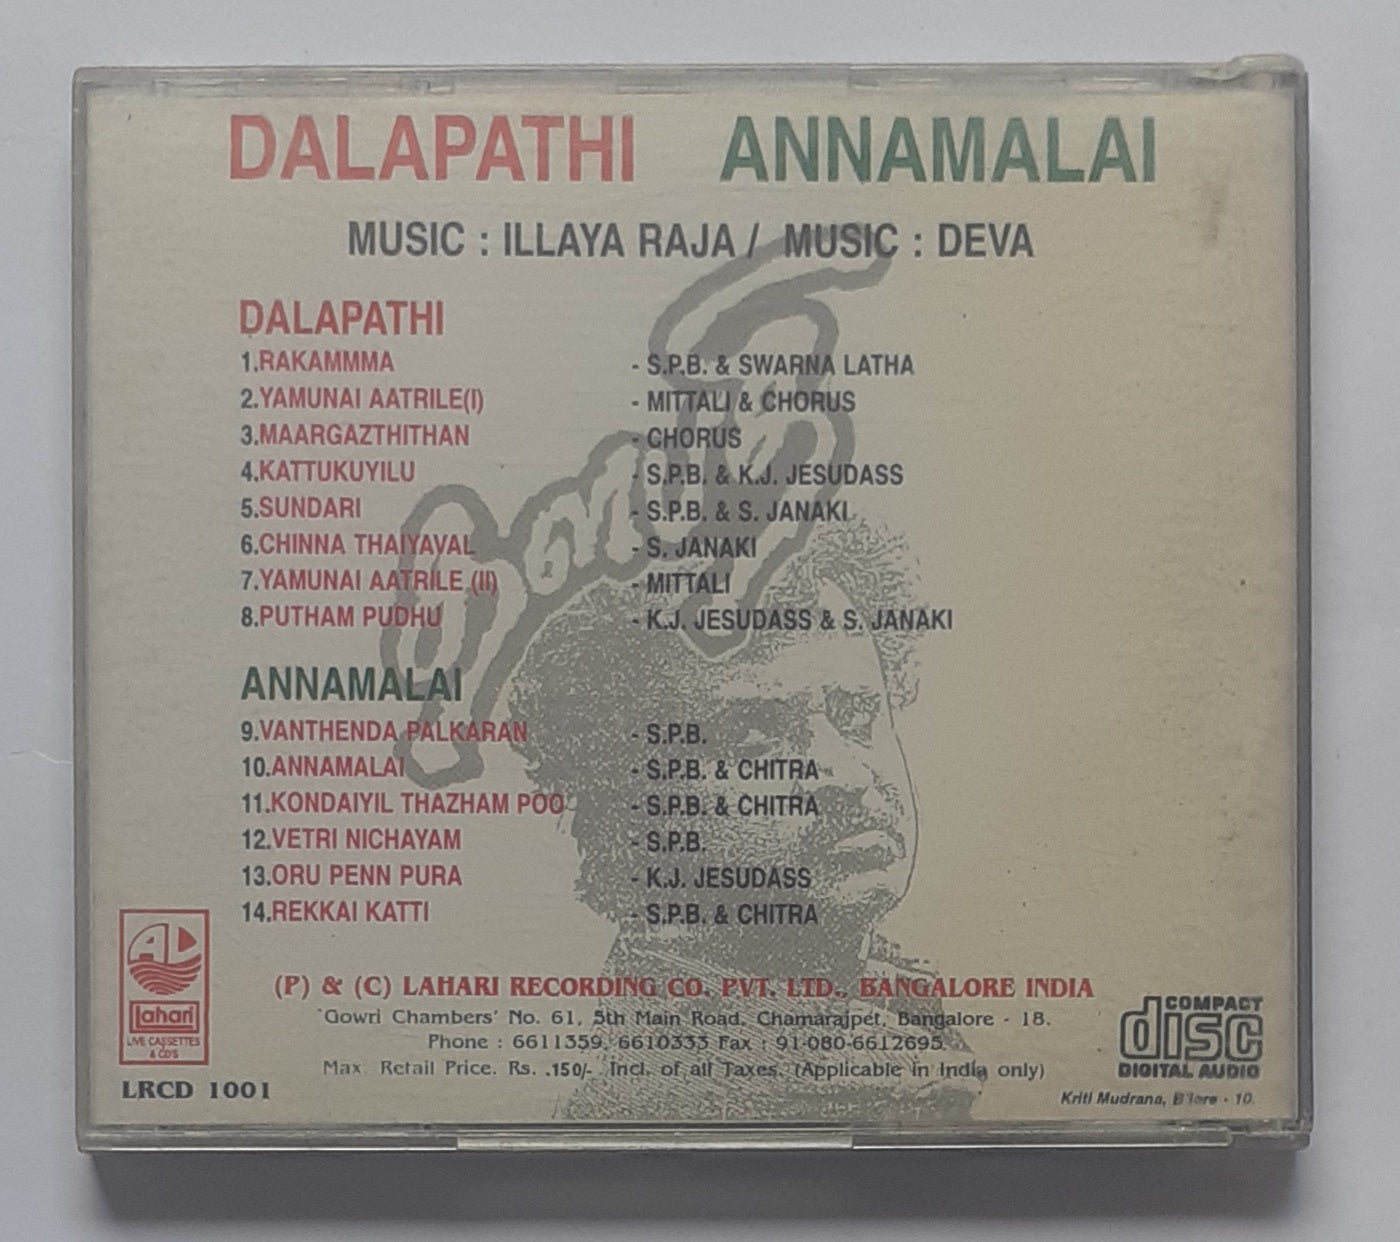 DALAPATHI ANNAMALAI
MUSIC : ILLAYA RAJA / MUSIC : DEVA
DALAPATHI
1.RAKAMMMA - S.P.B. & SWARNA LATHA
2.YAMUNAI AATRILE(I) - MITTALI & CHORUS
3.MAARGAZTHITHAN - CHORUS
4.KATTUKUYILU - S.P.B. & K.J. JESUDASS
5.SUNDARI - S.P.B. & S. JANAKI
6.CHINNA THAIYAVAL - S. JANAKI
7.YAMUNAI AATRILE (II) - MITTALI
8.PUTHAM PUDHU - K.J. JESUDASS & S. JANAKI
ANNAMALAI
9.VANTHENDA PALKARAN - S.P.B.
10.ANNAMALAI - S.P.B. & CHITRA
11.KONDAIYIL THAZHAM POO - S.P.B. & CHITRA
12.VETRI NICHAYAM - S.P.B.
13.ORU PENN PURA - K.J. JESUDASS
14.REKKAI KATTI - S.P.B. & CHITRA
(P) & (C) LAHARI RECORDING CO. PVT. LTD., BANGALORE INDIA
'Gowri Chambers' No. 61, 5th Main Road, Chamarajpet, Bangalore - 18.
Phone : 6611359, 6610333 Fax : 91-080-6612695
Max Retail Price. Rs. .150/- Incl. of all Taxes. (Applicable in India only)
lahari
LIVE CASSETTES
& CD'S
LRCD 1001
COMPACT
disc
DIGITAL AUDIO
Kriti Mudrana, B'lore - 10.